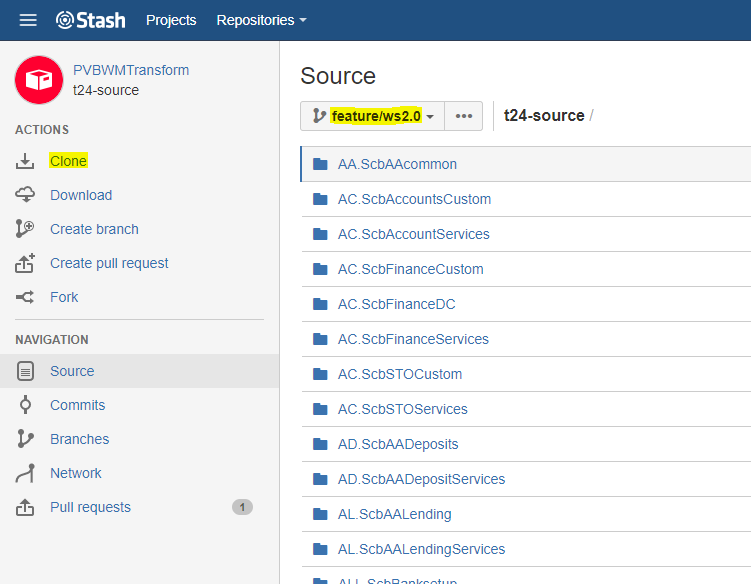 Stash Projects Repositories
PVBWMTransform
t24-source
ACTIONS
Clone
Download
Create branch
Create pull request
Fork
NAVIGATION
Source
Commits
Branches
Network
Pull requests 1
Source
feature/ws2.0 ••• t24-source /
AA.ScbAAcommon
AC.ScbAccountsCustom
AC.ScbAccountServices
AC.ScbFinanceCustom
AC.ScbFinanceDC
AC.ScbFinanceServices
AC.ScbSTOCustom
AC.ScbSTOServices
AD.ScbAADeposits
AD.ScbAADepositServices
AL.ScbAALending
AL.ScbAALendingServices
ALL.ScbBanksetup